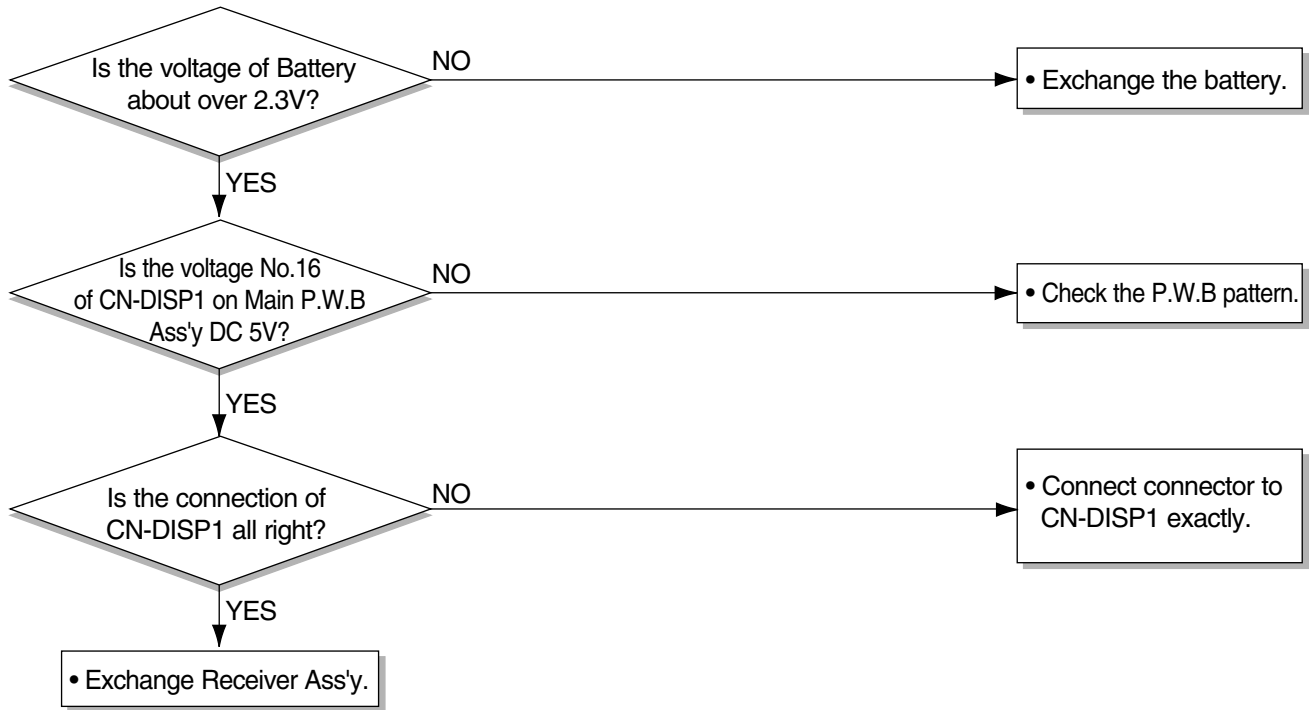 Is the voltage of Battery
about over 2.3V?
NO
• Exchange the battery.
YES
Is the voltage No.16
of CN-DISP1 on Main P.W.B
Ass'y DC 5V?
NO
• Check the P.W.B pattern.
YES
Is the connection of
CN-DISP1 all right?
NO
• Connect connector to
CN-DISP1 exactly.
YES
• Exchange Receiver Ass'y.